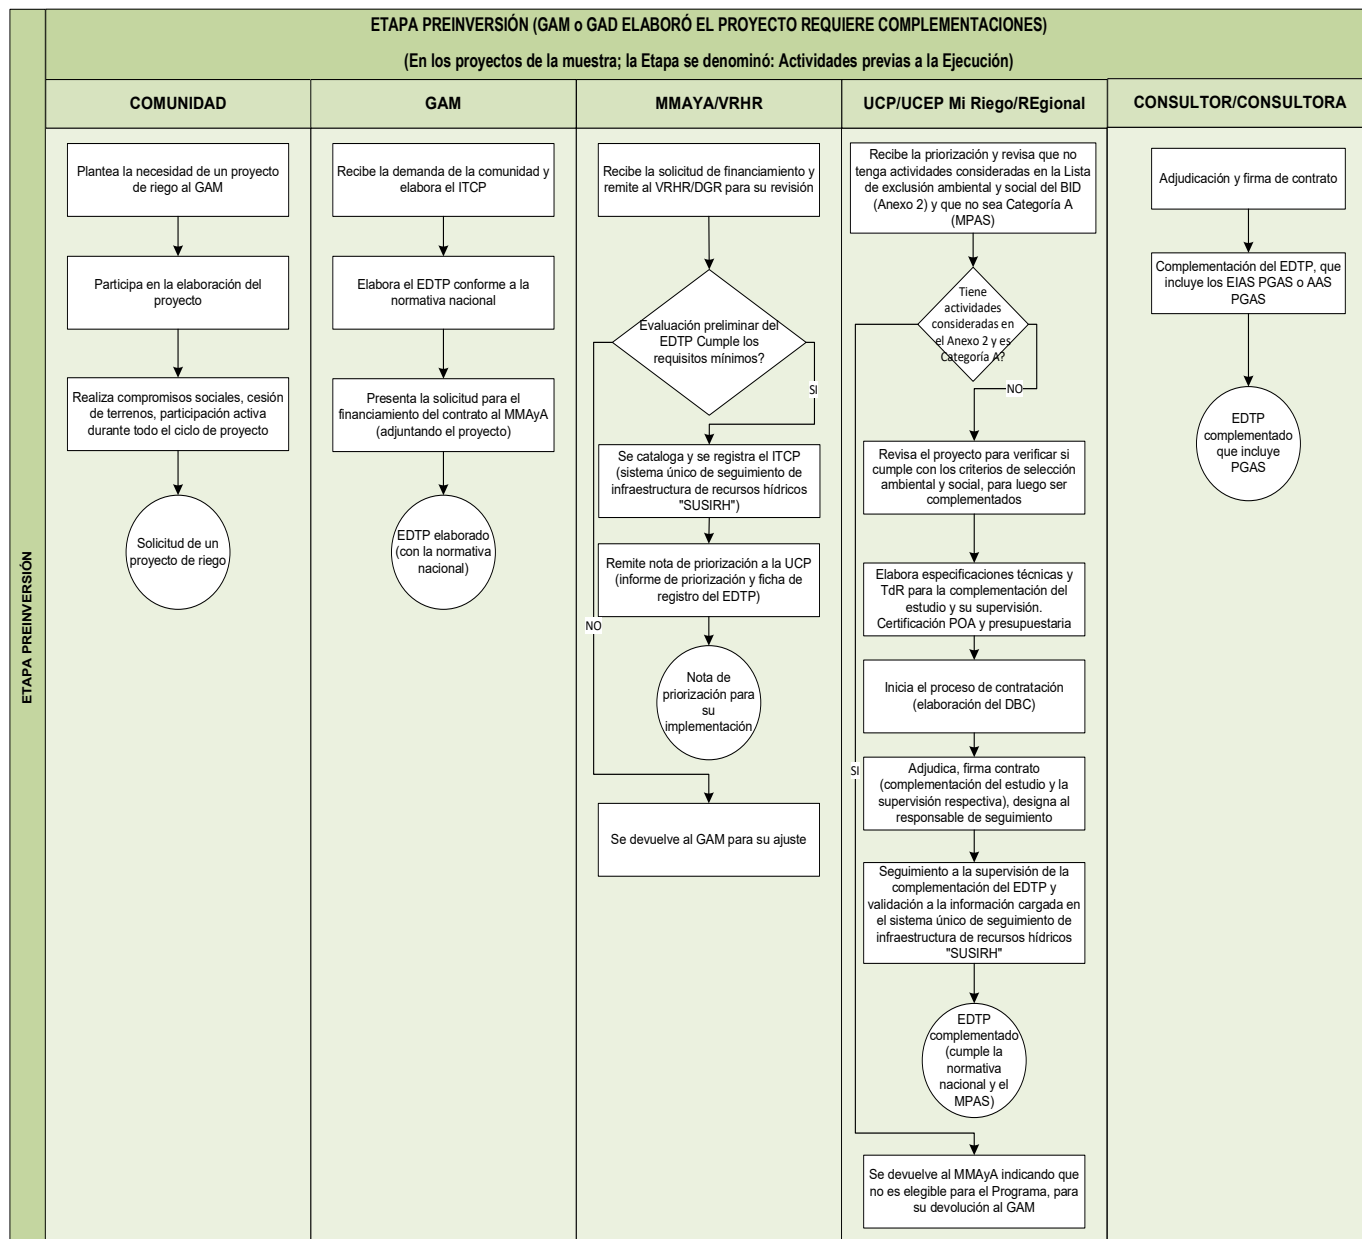 ETAPA PREINVERSIÓN (GAM o GAD ELABORÓ EL PROYECTO REQUIERE COMPLEMENTACIONES)
(En los proyectos de la muestra; la Etapa se denominó: Actividades previas a la Ejecución)
ETAPA PREINVERSIÓN
COMUNIDAD
Plantea la necesidad de un proyecto
de riego al GAM
Participa en la elaboración del
proyecto
Realiza compromisos sociales, cesión
de terrenos, participación activa
durante todo el ciclo de proyecto
Solicitud de un
proyecto de riego
GAM
Recibe la demanda de la comunidad y
elabora el ITCP
Elabora el EDTP conforme a la
normativa nacional
Presenta la solicitud para el
financiamiento del contrato al MMAyA
(adjuntando el proyecto)
EDTP elaborado
(con la normativa
nacional)
MMAYA/VRHR
Recibe la solicitud de financiamiento y
remite al VRHR/DGR para su revisión
Evaluación preliminar del
EDTP Cumple los
requisitos mínimos?
SI
Se cataloga y se registra el ITCP
(sistema único de seguimiento de
infraestructura de recursos hídricos
"SUSIRH")
Remite nota de priorización a la UCP
(informe de priorización y ficha de
registro del EDTP)
NO
Nota de
priorización para
su
implementación
Se devuelve al GAM para su ajuste
UCP/UCEP Mi Riego/REgional
Recibe la priorización y revisa que no
tenga actividades consideradas en la Lista
de exclusión ambiental y social del BID
(Anexo 2) y que no sea Categoría A
(MPAS)
Tiene
actividades
consideradas en
el Anexo 2 y es
Categoría A?
NO
Revisa el proyecto para verificar si
cumple con los criterios de selección
ambiental y social, para luego ser
complementados
Elabora especificaciones técnicas y
TdR para la complementación del
estudio y su supervisión.
Certificación POA y presupuestaria
Inicia el proceso de contratación
(elaboración del DBC)
SI
Adjudica, firma contrato
(complementación del estudio y la
supervisión respectiva), designa al
responsable de seguimiento
Seguimiento a la supervisión de la
complementación del EDTP y
validación a la información cargada en
el sistema único de seguimiento de
infraestructura de recursos hídricos
"SUSIRH"
EDTP
complementado
(cumple la
normativa
nacional y el
MPAS)
Se devuelve al MMAyA indicando que
no es elegible para el Programa, para
su devolución al GAM
CONSULTOR/CONSULTORA
Adjudicación y firma de contrato
Complementación del EDTP, que
incluye los EIAS PGAS o AAS
PGAS
EDTP
complementado
que incluye
PGAS